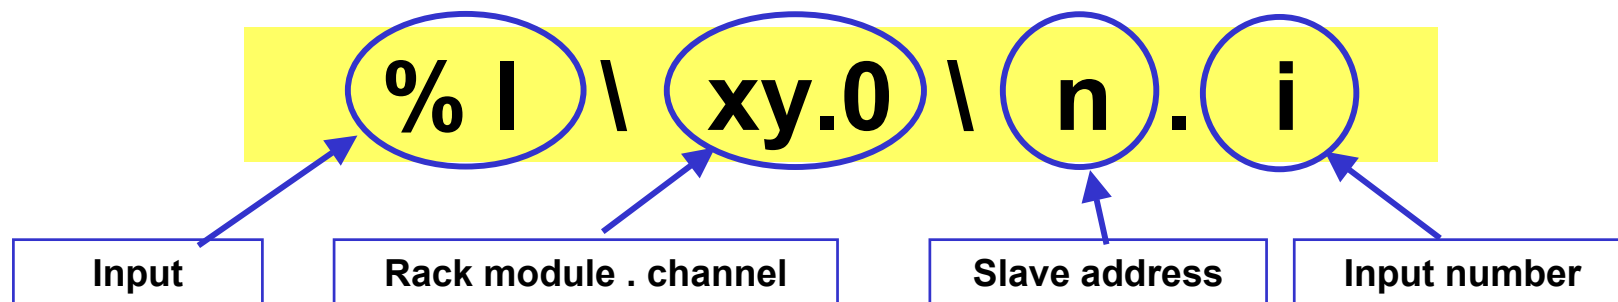 % I \ xy.0 \ n . i
Input Rack module . channel Slave address Input number